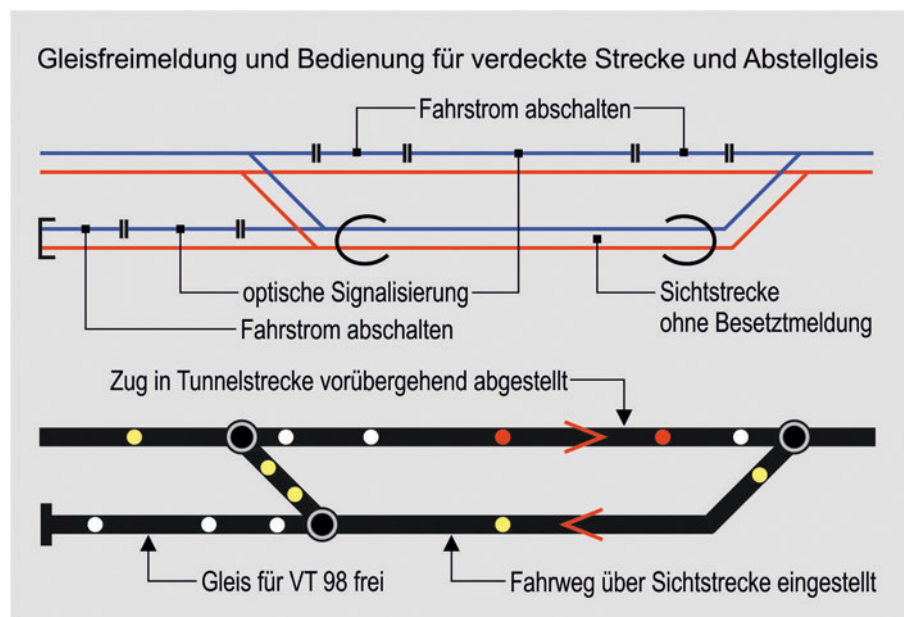 Gleisfreimeldung und Bedienung für verdeckte Strecke und Abstellgleis
Fahrstrom abschalten
optische Signalisierung
Fahrstrom abschalten
Sichtstrecke
ohne Besetztmeldung
Zug in Tunnelstrecke vorübergehend abgestellt
Gleis für VT 98 frei
Fahrweg über Sichtstrecke eingestellt